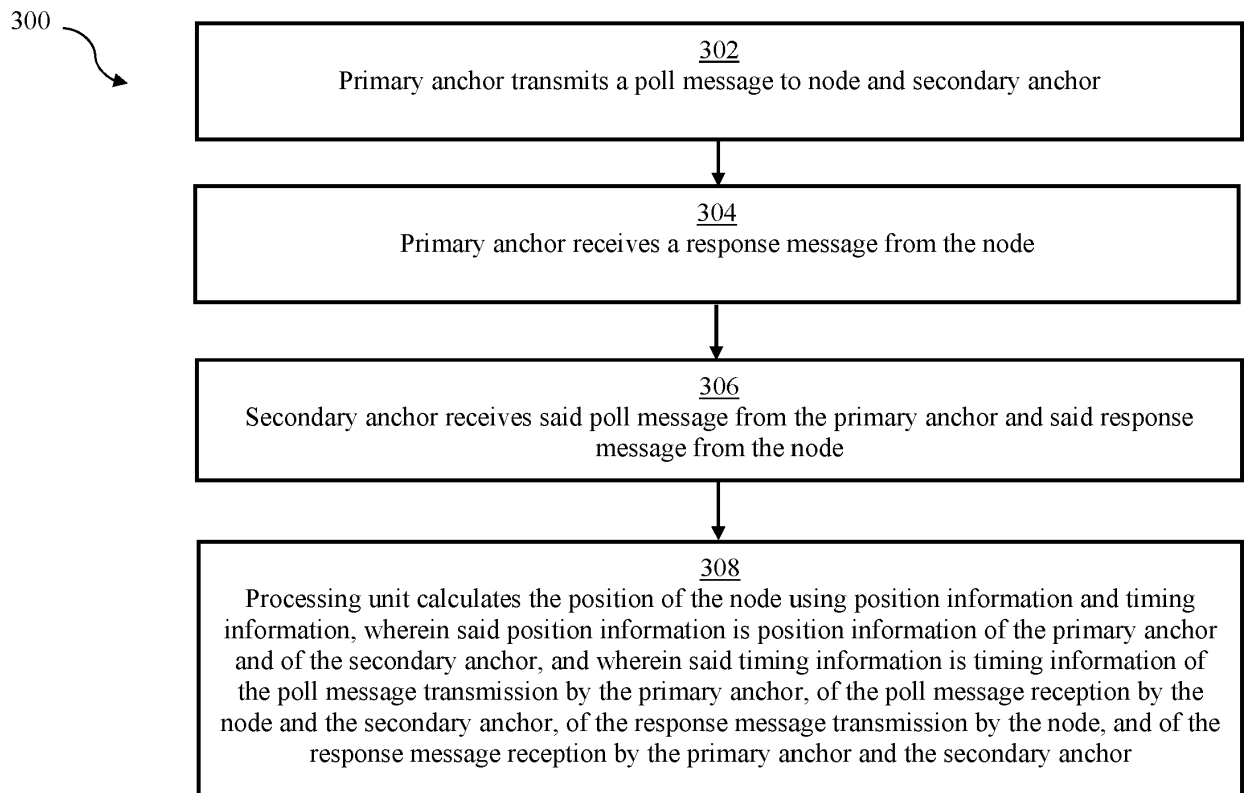 300
302
Primary anchor transmits a poll message to node and secondary anchor
304
Primary anchor receives a response message from the node
306
Secondary anchor receives said poll message from the primary anchor and said response
message from the node
308
Processing unit calculates the position of the node using position information and timing
information, wherein said position information is position information of the primary anchor
and of the secondary anchor, and wherein said timing information is timing information of
the poll message transmission by the primary anchor, of the poll message reception by the
node and the secondary anchor, of the response message transmission by the node, and of the
response message reception by the primary anchor and the secondary anchor